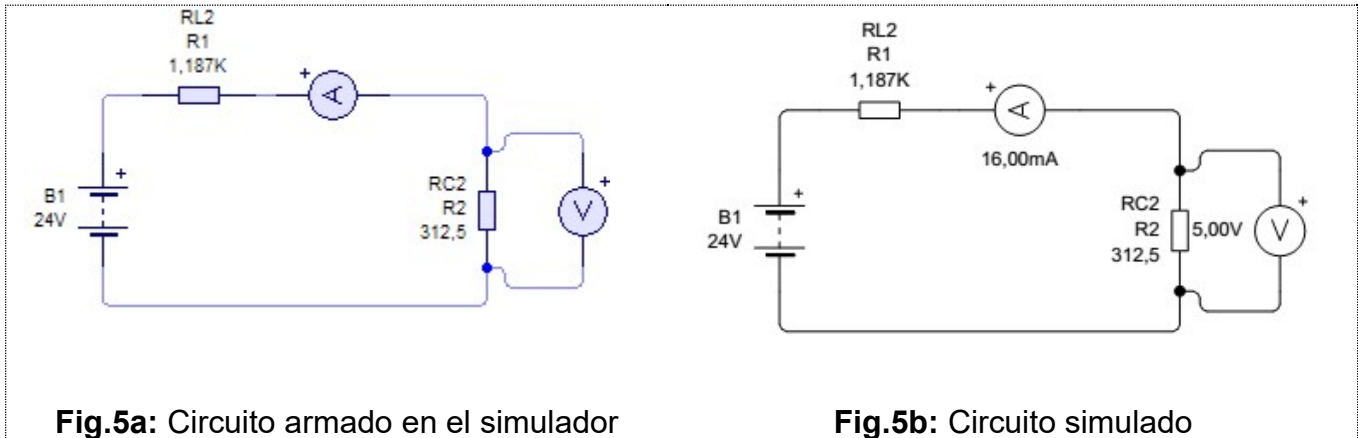 RL2
R1
1,187K
+
A
+
B1
24V
RC2
R2
312,5
+
V
Fig.5a: Circuito armado en el simulador
RL2
R1
1,187K
+
A
16,00mA
+
B1
24V
RC2
R2
312,5
5,00V
+
V
Fig.5b: Circuito simulado